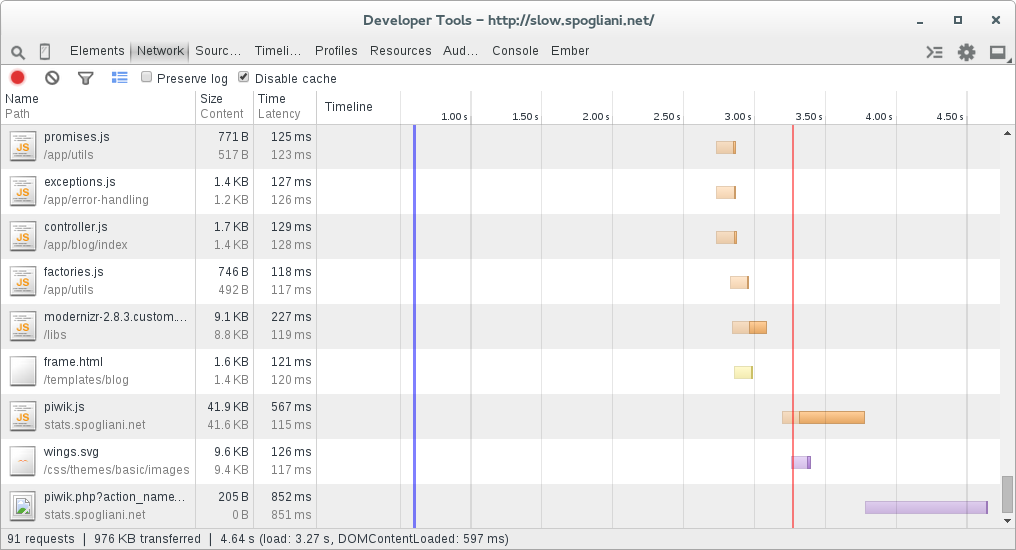 Developer Tools – http://slow.spogliani.net/
Elements Network Sourc... Timeli... Profiles Resources Aud... Console Ember
Preserve log Disable cache
Name Size Time Timeline
Path Content Latency
1.00 s 1.50 s 2.00 s 2.50 s 3.00 s 3.50 s 4.00 s 4.50 s
promises.js 771 B 125 ms
/app/utils 517 B 123 ms
exceptions.js 1.4 KB 127 ms
/app/error-handling 1.2 KB 126 ms
controller.js 1.7 KB 129 ms
/app/blog/index 1.4 KB 128 ms
factories.js 746 B 118 ms
/app/utils 492 B 117 ms
modernizr-2.8.3.custom.... 9.1 KB 227 ms
/libs 8.8 KB 119 ms
frame.html 1.6 KB 121 ms
/templates/blog 1.4 KB 120 ms
piwik.js 41.9 KB 567 ms
stats.spogliani.net 41.6 KB 115 ms
wings.svg 9.6 KB 126 ms
/css/themes/basic/images 9.4 KB 117 ms
piwik.php?action_name... 205 B 852 ms
stats.spogliani.net 0 B 851 ms
JS
JS
JS
JS
JS
JS
91 requests | 976 KB transferred | 4.64 s (load: 3.27 s, DOMContentLoaded: 597 ms)